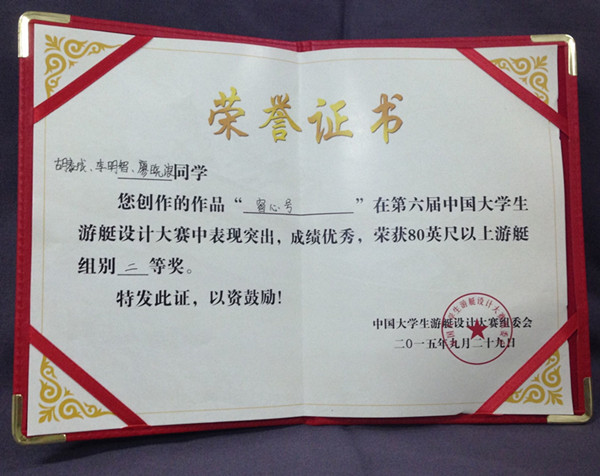 荣誉证书
胡表成、李明智、廖晓波同学
您创作的作品“ 窗心号 ”在第六届中国大学生
游艇设计大赛中表现突出，成绩优秀，荣获80英尺以上游艇
组别 二 等奖。
特发此证，以资鼓励！
中国大学生游艇设计大赛组委会
二〇一五年九月二十九日